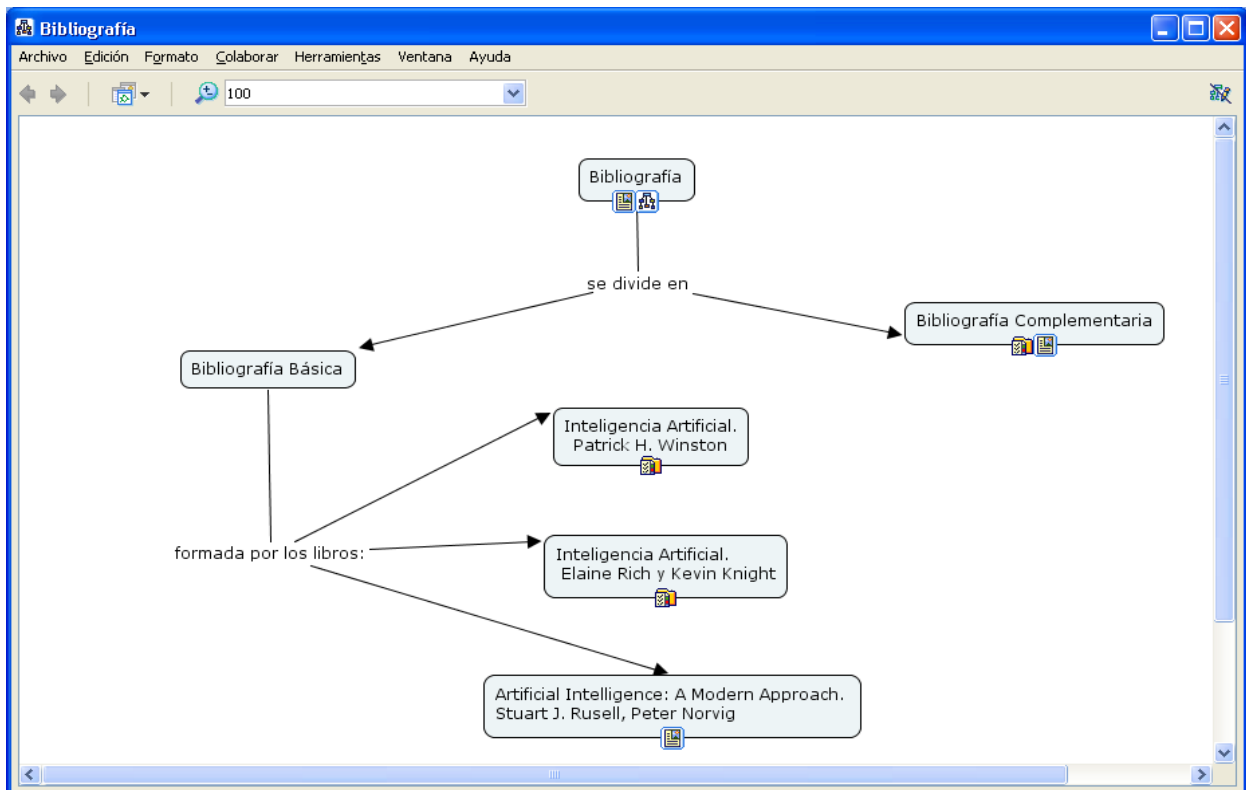 Bibliografía
Archivo Edición Formato Colaborar Herramientas Ventana Ayuda
100
Bibliografía
se divide en
Bibliografía Complementaria
Bibliografía Básica
Inteligencia Artificial.
Patrick H. Winston
formada por los libros:
Inteligencia Artificial.
Elaine Rich y Kevin Knight
Artificial Intelligence: A Modern Approach.
Stuart J. Rusell, Peter Norvig